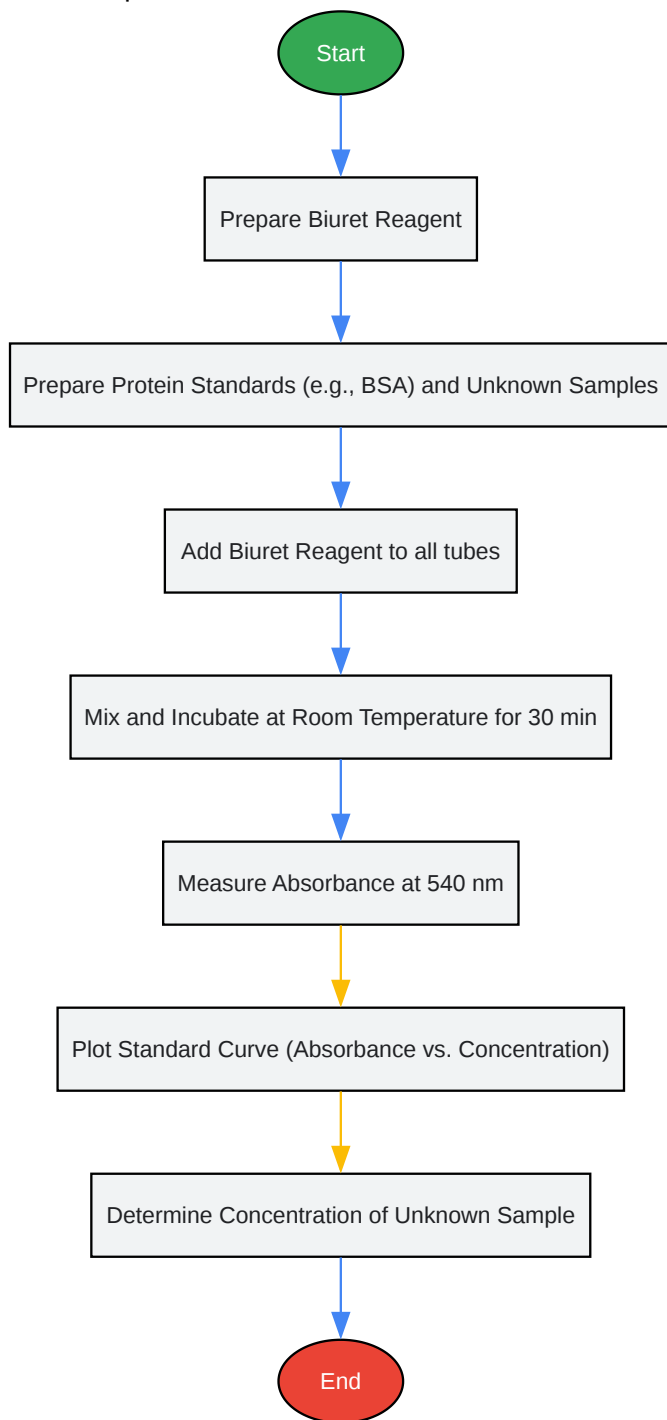 Start
Prepare Biuret Reagent
Prepare Protein Standards (e.g., BSA) and Unknown Samples
Add Biuret Reagent to all tubes
Mix and Incubate at Room Temperature for 30 min
Measure Absorbance at 540 nm
Plot Standard Curve (Absorbance vs. Concentration)
Determine Concentration of Unknown Sample
End